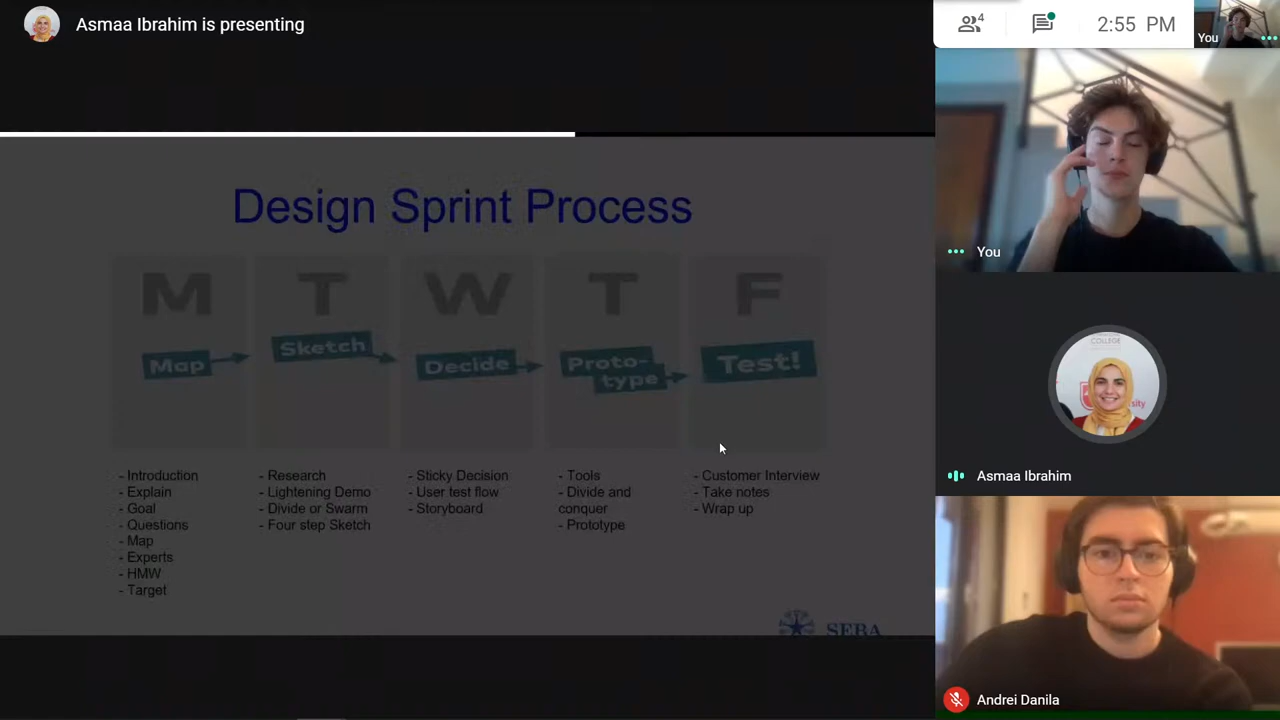 Asmaa Ibrahim is presenting
4
2:55 PM
You
Design Sprint Process
M T W T F
Map
Sketch
Decide
Proto-
type
Test!
- Introduction
- Explain
- Goal
- Questions
- Map
- Experts
- HMW
- Target
- Research
- Lightening Demo
- Divide or Swarm
- Four step Sketch
- Sticky Decision
- User test flow
- Storyboard
- Tools
- Divide and
conquer
- Prototype
- Customer Interview
- Take notes
- Wrap up
SEBA
You
COLLEGE
Asmaa Ibrahim
Andrei Danila